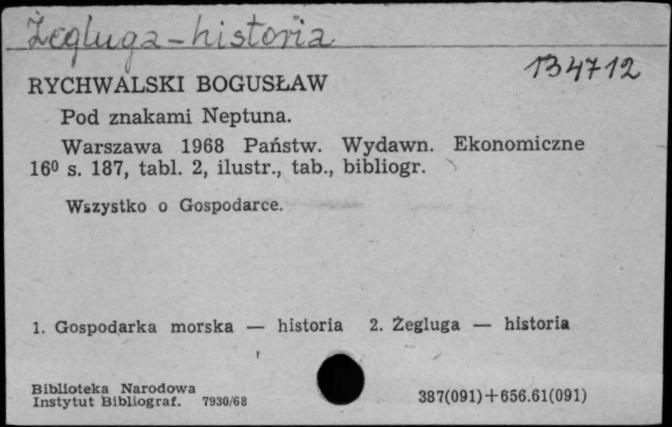 Żegluga - historia
134712
RYCHWALSKI BOGUSŁAW
Pod znakami Neptuna.
Warszawa 1968 Państw. Wydawn. Ekonomiczne
16⁰ s. 187, tabl. 2, ilustr., tab., bibliogr.
Wszystko o Gospodarce.
1. Gospodarka morska — historia 2. Żegluga — historia
Biblioteka Narodowa
Instytut Bibliograf. 7930/68
387(091)+656.61(091)